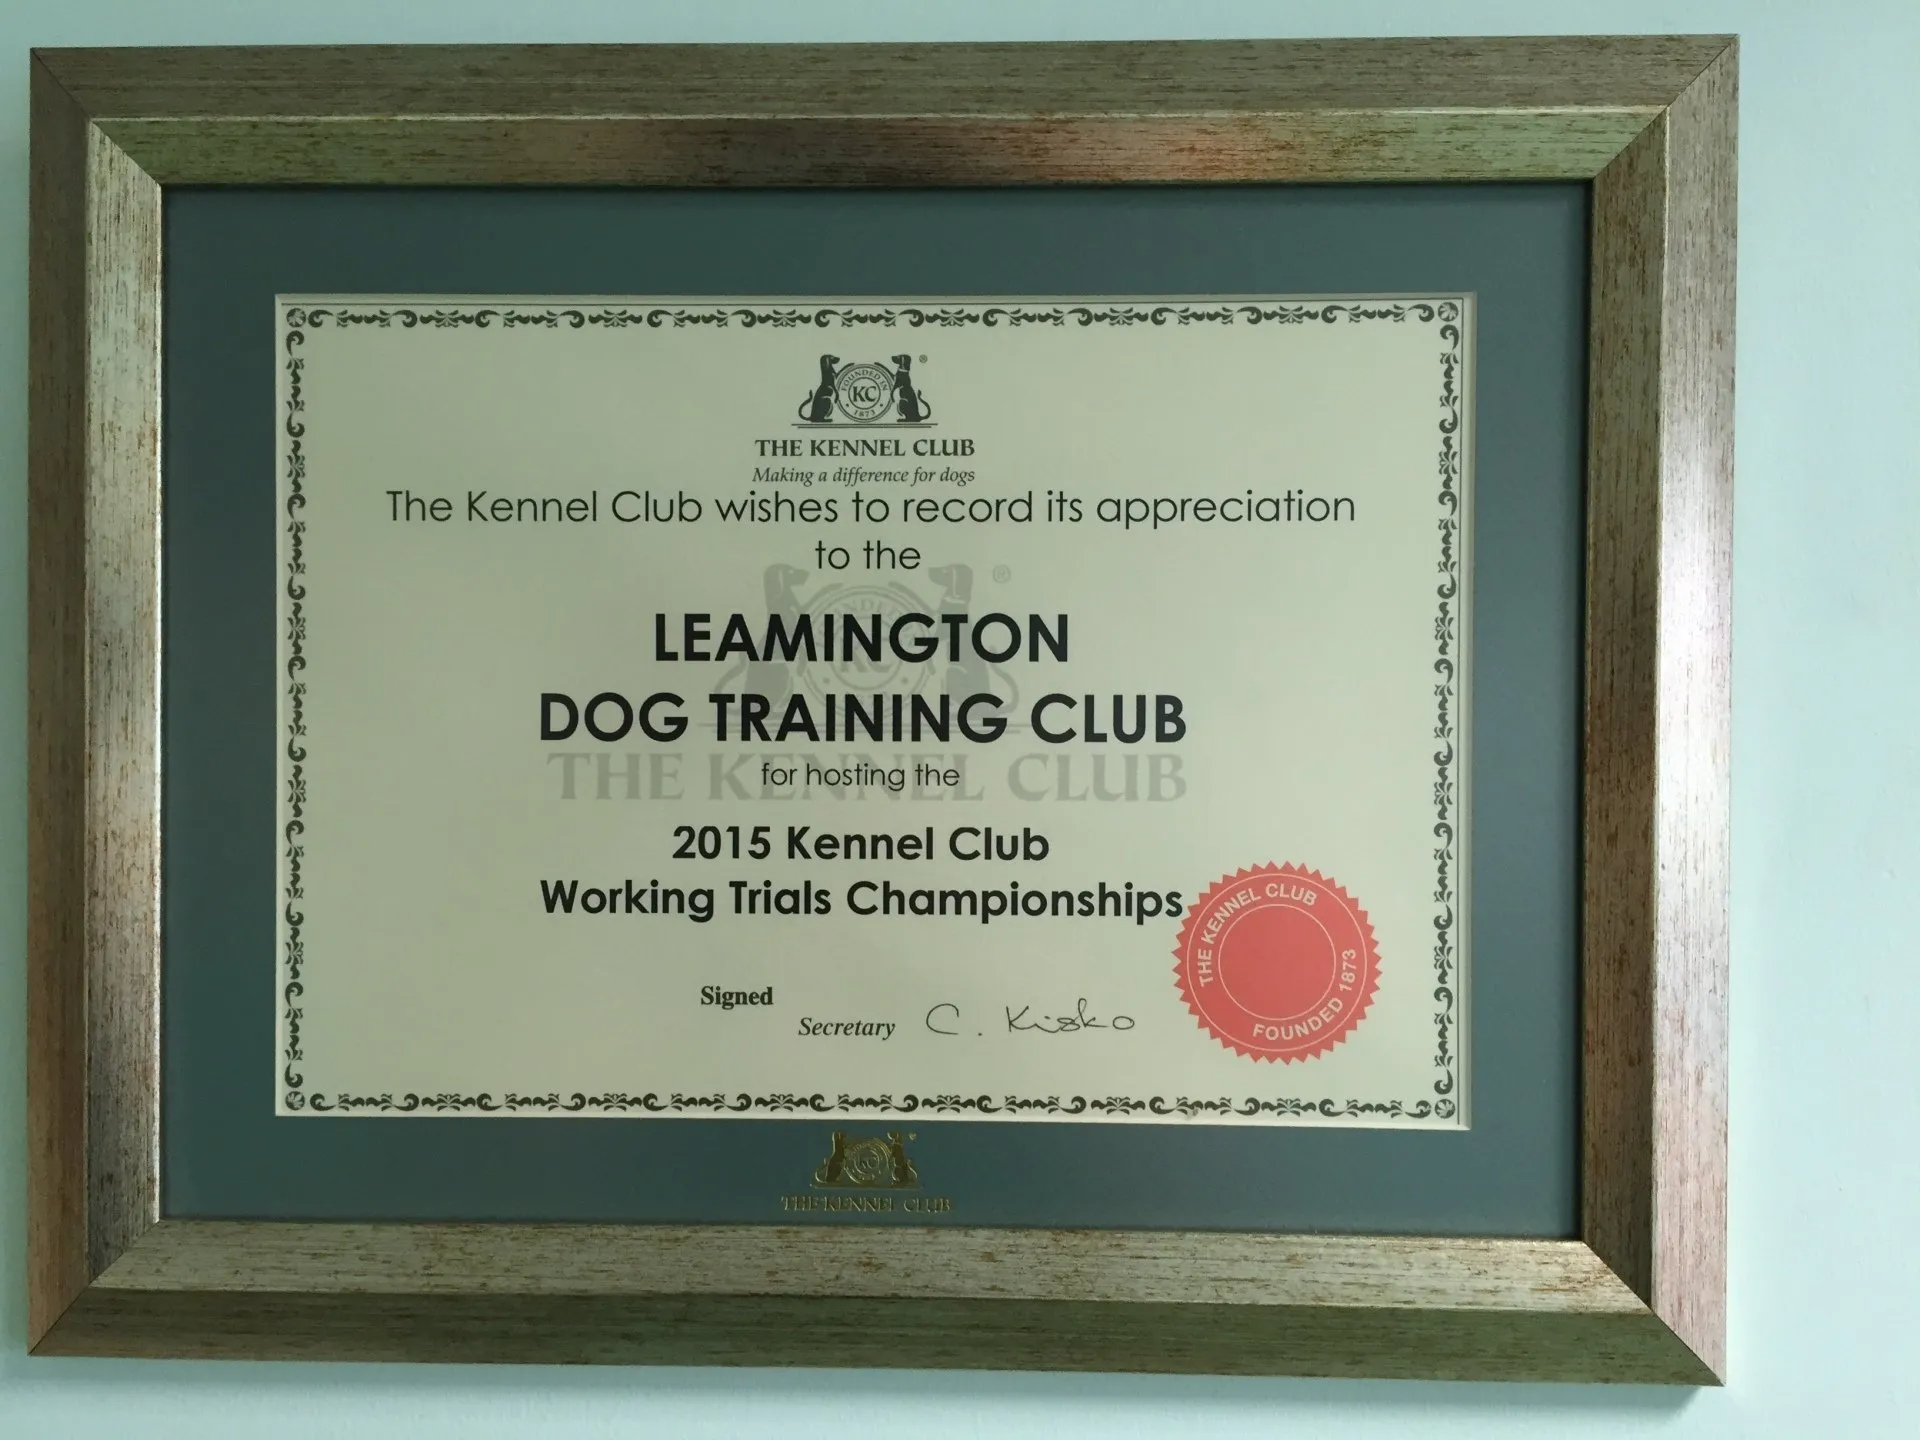 FOUNDED IN
KC
1873
®
THE KENNEL CLUB
Making a difference for dogs
The Kennel Club wishes to record its appreciation
to the
LEAMINGTON
DOG TRAINING CLUB
THE KENNEL CLUB
for hosting the
2015 Kennel Club
Working Trials Championships
THE KENNEL CLUB
FOUNDED 1873
Signed
Secretary C. Kisko
KC
THE KENNEL CLUB